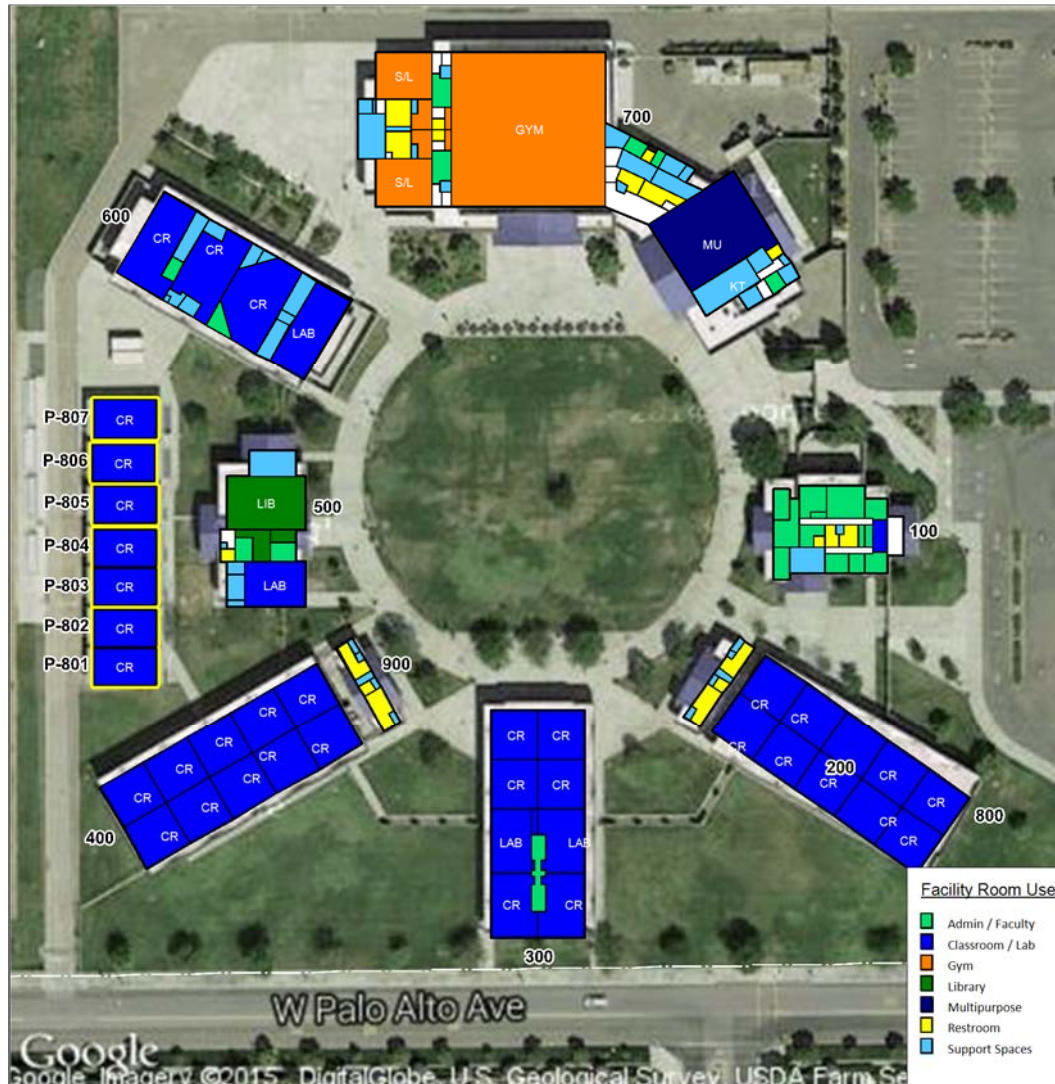 S/L
GYM
700
S/L
600
CR
CR
MU
CR
KT
LAB
P-807 CR
P-806 CR
P-805 CR
LIB
500
100
P-804 CR
P-803 CR
LAB
P-802 CR
P-801 CR
900
CR
CR
CR
CR
CR
CR
CR
CR
CR
CR
400
CR
CR
CR
CR
LAB
LAB
CR
CR
300
CR
CR
CR
CR
200
CR
CR
CR
CR
CR
800
Facility Room Use
Admin / Faculty
Classroom / Lab
Gym
Library
Multipurpose
Restroom
Support Spaces
W Palo Alto Ave
Google
Google, Imagery ©2015, DigitalGlobe, U.S. Geological Survey, USDA Farm Se